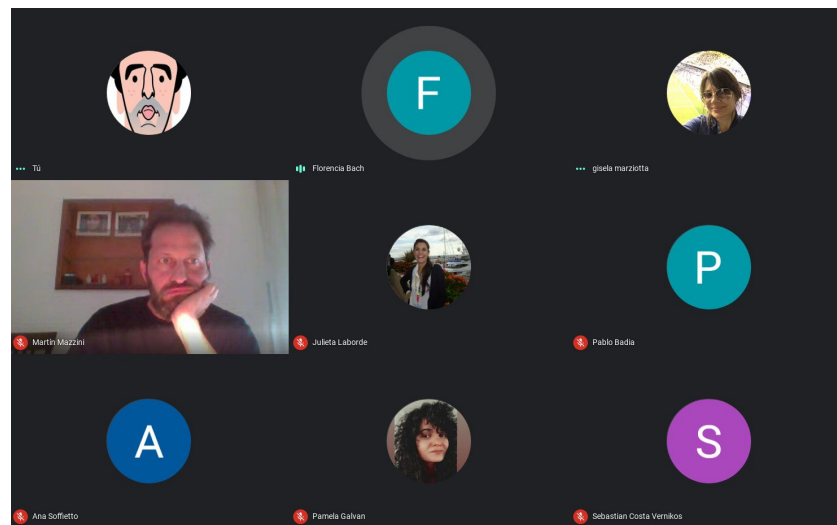 F
Tú
Florencia Bach
gisela marziotta
P
Martín Mazzini
Julieta Laborde
Pablo Badia
A
S
Ana Soffietto
Pamela Galvan
Sebastian Costa Vernikos